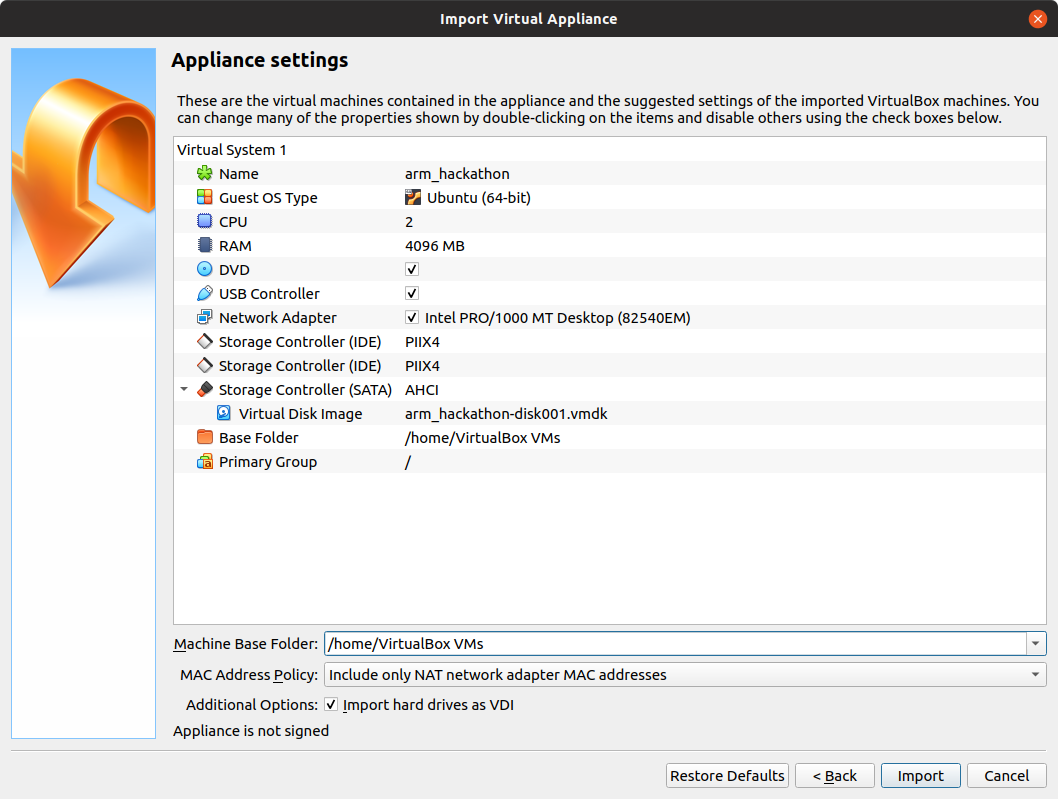 Import Virtual Appliance
Appliance settings
These are the virtual machines contained in the appliance and the suggested settings of the imported VirtualBox machines. You
can change many of the properties shown by double-clicking on the items and disable others using the check boxes below.
Virtual System 1
Name arm_hackathon
Guest OS Type Ubuntu (64-bit)
CPU 2
RAM 4096 MB
DVD
USB Controller
Network Adapter Intel PRO/1000 MT Desktop (82540EM)
Storage Controller (IDE) PIIX4
Storage Controller (IDE) PIIX4
Storage Controller (SATA) AHCI
Virtual Disk Image arm_hackathon-disk001.vmdk
Base Folder /home/VirtualBox VMs
Primary Group /
Machine Base Folder: /home/VirtualBox VMs
MAC Address Policy: Include only NAT network adapter MAC addresses
Additional Options: Import hard drives as VDI
Appliance is not signed
Restore Defaults < Back Import Cancel